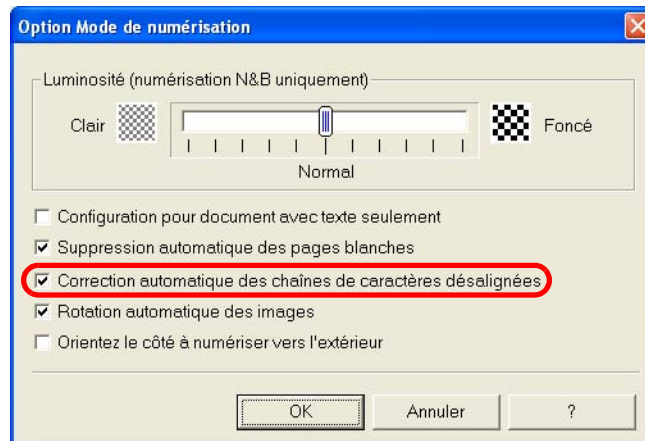 Option Mode de numérisation
Luminosité (numérisation N&B uniquement)
Clair Foncé
Normal
Configuration pour document avec texte seulement
Suppression automatique des pages blanches
Correction automatique des chaînes de caractères désalignées
Rotation automatique des images
Orientez le côté à numériser vers l'extérieur
OK Annuler ?